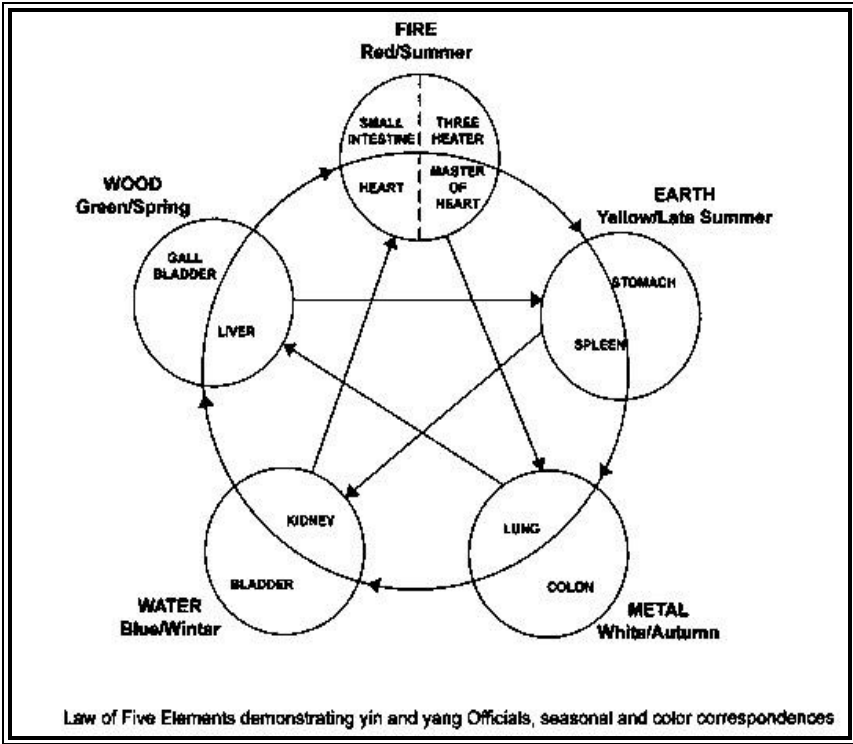 FIRE
Red/Summer
SMALL
INTESTINE
THREE
HEATER
HEART
MASTER
OF
HEART
WOOD
Green/Spring
GALL
BLADDER
LIVER
EARTH
Yellow/Late Summer
STOMACH
SPLEEN
KIDNEY
BLADDER
WATER
Blue/Winter
LUNG
COLON
METAL
White/Autumn
Law of Five Elements demonstrating yin and yang Officials, seasonal and color correspondences